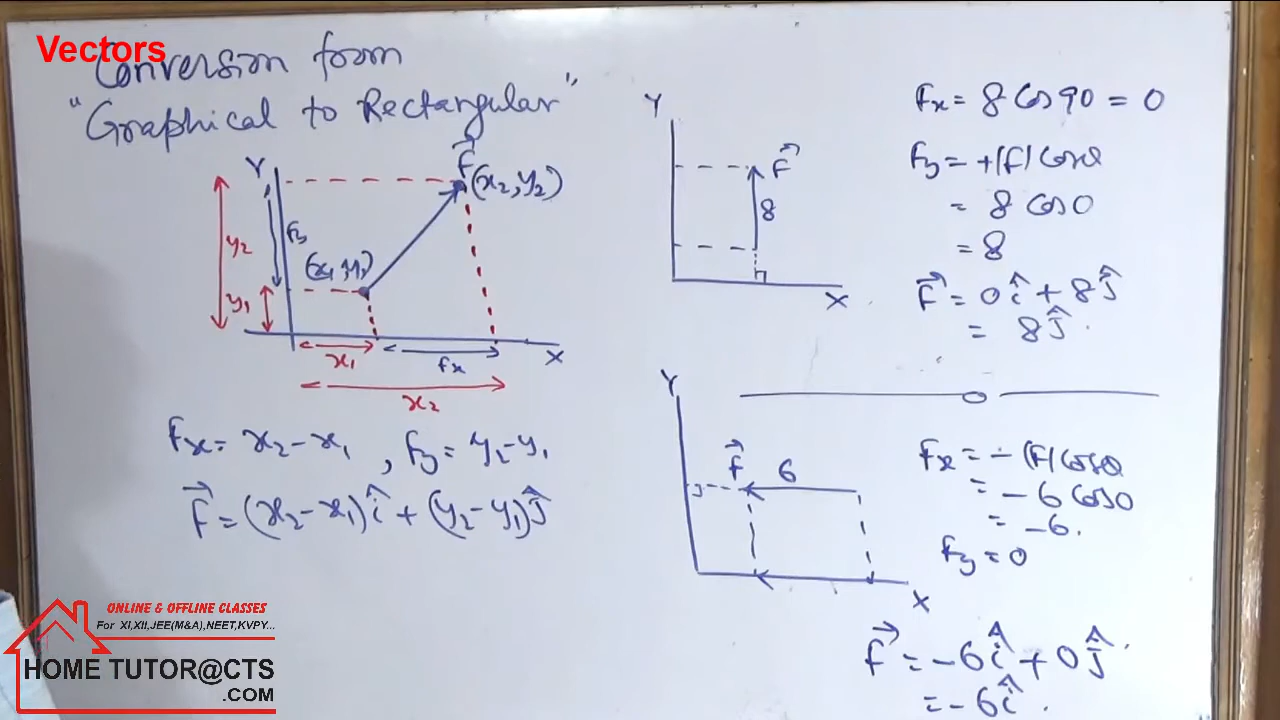 Vectors
Conversion form
"Graphical to Rectangular"
Y
F⃗
(x₂, y₂)
y₂
Fy
(x₁, y₁)
y₁
x₁
Fx
X
x₂
Fx = x₂ - x₁ , Fy = y₂ - y₁
F⃗ = (x₂ - x₁)î + (y₂ - y₁)ĵ
Y
F⃗
8
X
Fx = 8 Cos 90 = 0
Fy = +|F| Cosθ
= 8 Cos 0
= 8
F⃗ = 0î + 8ĵ
= 8ĵ.
Y
F⃗
6
X
Fx = - |F| Cosθ
= - 6 Cos 0
= -6.
Fy = 0
F⃗ = -6î + 0ĵ.
= -6î.
ONLINE & OFFLINE CLASSES
For XI,XII,JEE(M&A),NEET,KVPY...
HOME TUTOR@CTS
.COM